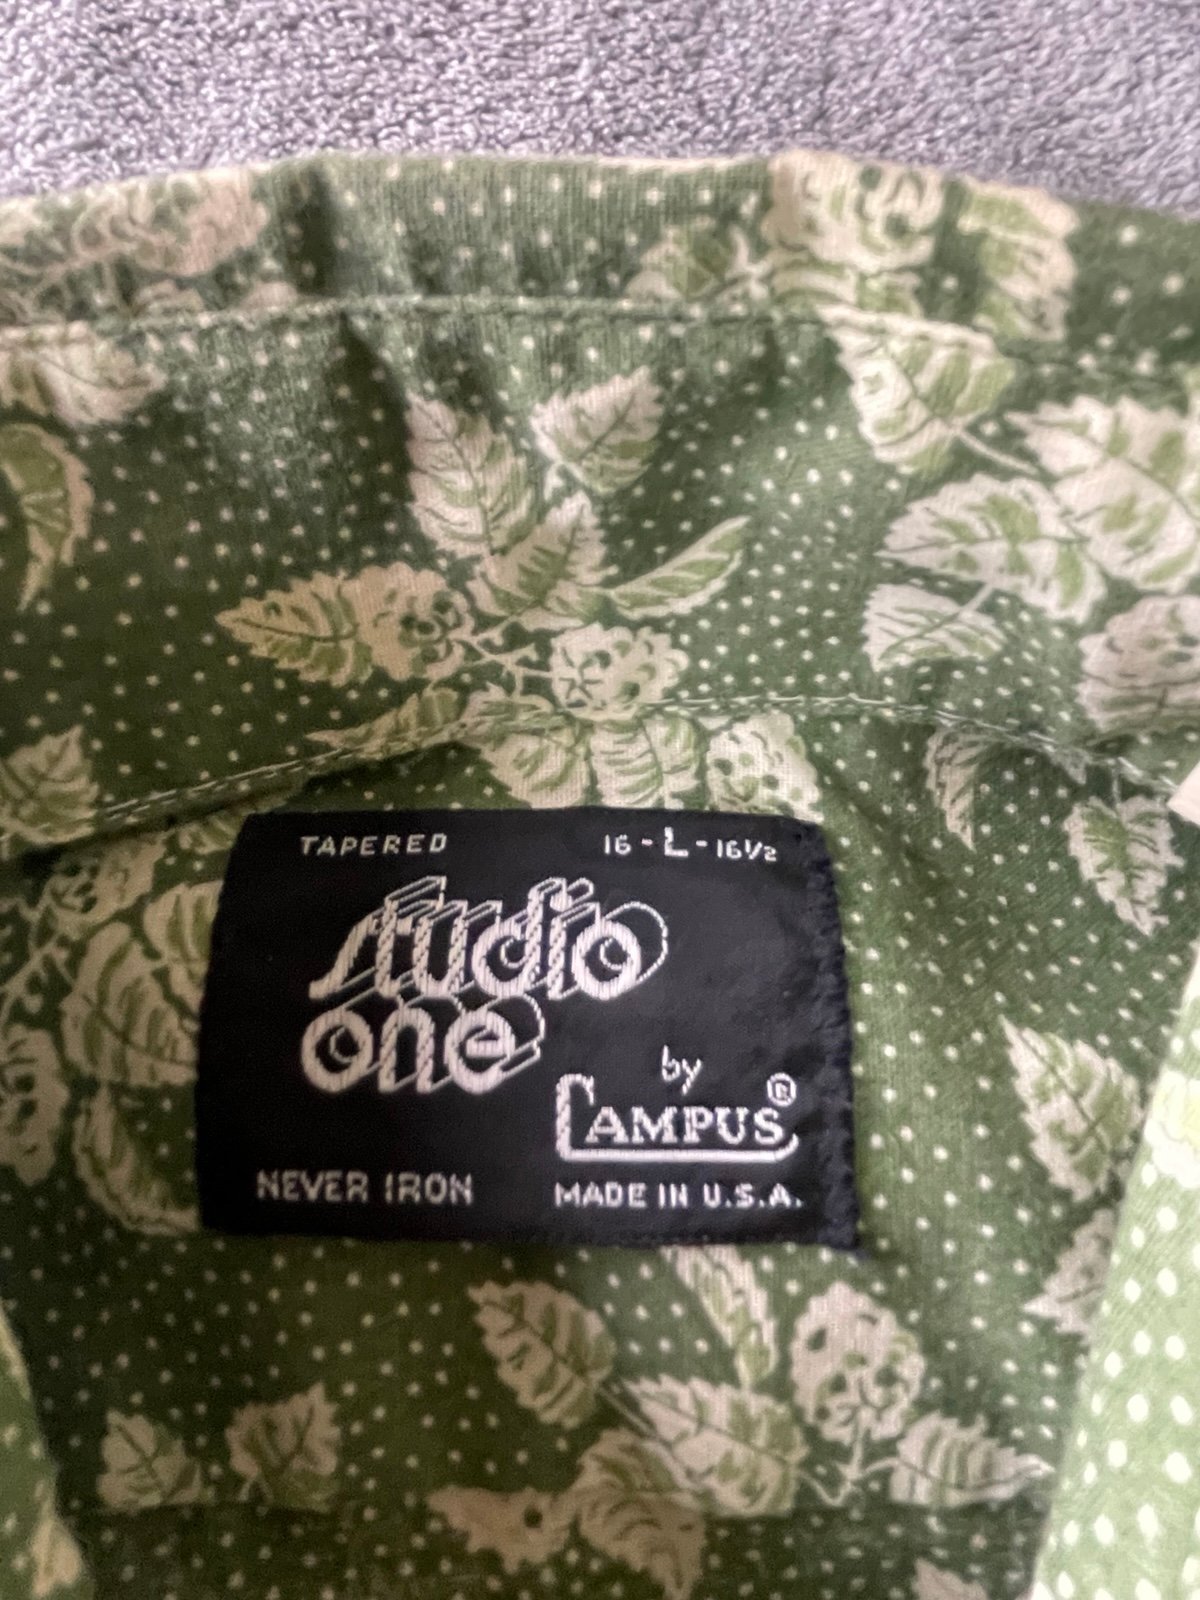 TAPERED 16-L-16½
studio
one
by
CAMPUS®
NEVER IRON MADE IN U.S.A.